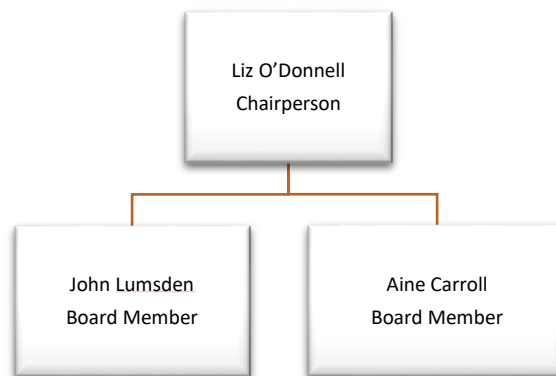 Liz O’Donnell
Chairperson
John Lumsden
Board Member
Aine Carroll
Board Member